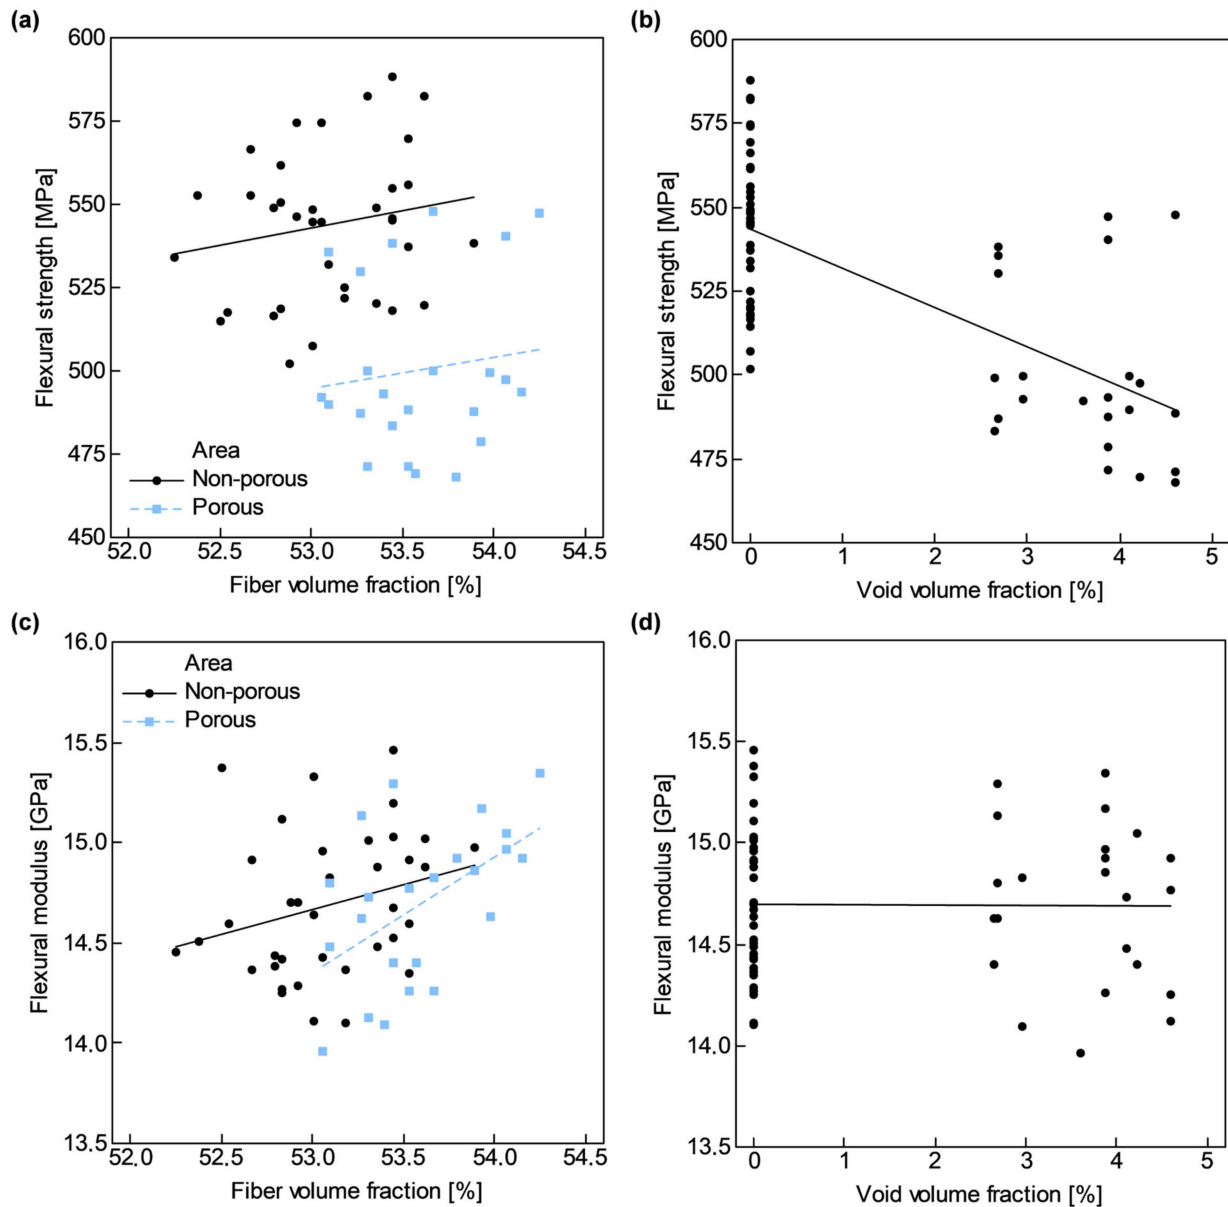 (a)
600
575
550
525
500
475
450
Flexural strength [MPa]
Area
Non-porous
Porous
52.0 52.5 53.0 53.5 54.0 54.5
Fiber volume fraction [%]
(b)
600
575
550
525
500
475
450
Flexural strength [MPa]
0 1 2 3 4 5
Void volume fraction [%]
(c)
16.0
15.5
15.0
14.5
14.0
13.5
Flexural modulus [GPa]
Area
Non-porous
Porous
52.0 52.5 53.0 53.5 54.0 54.5
Fiber volume fraction [%]
(d)
16.0
15.5
15.0
14.5
14.0
13.5
Flexural modulus [GPa]
0 1 2 3 4 5
Void volume fraction [%]